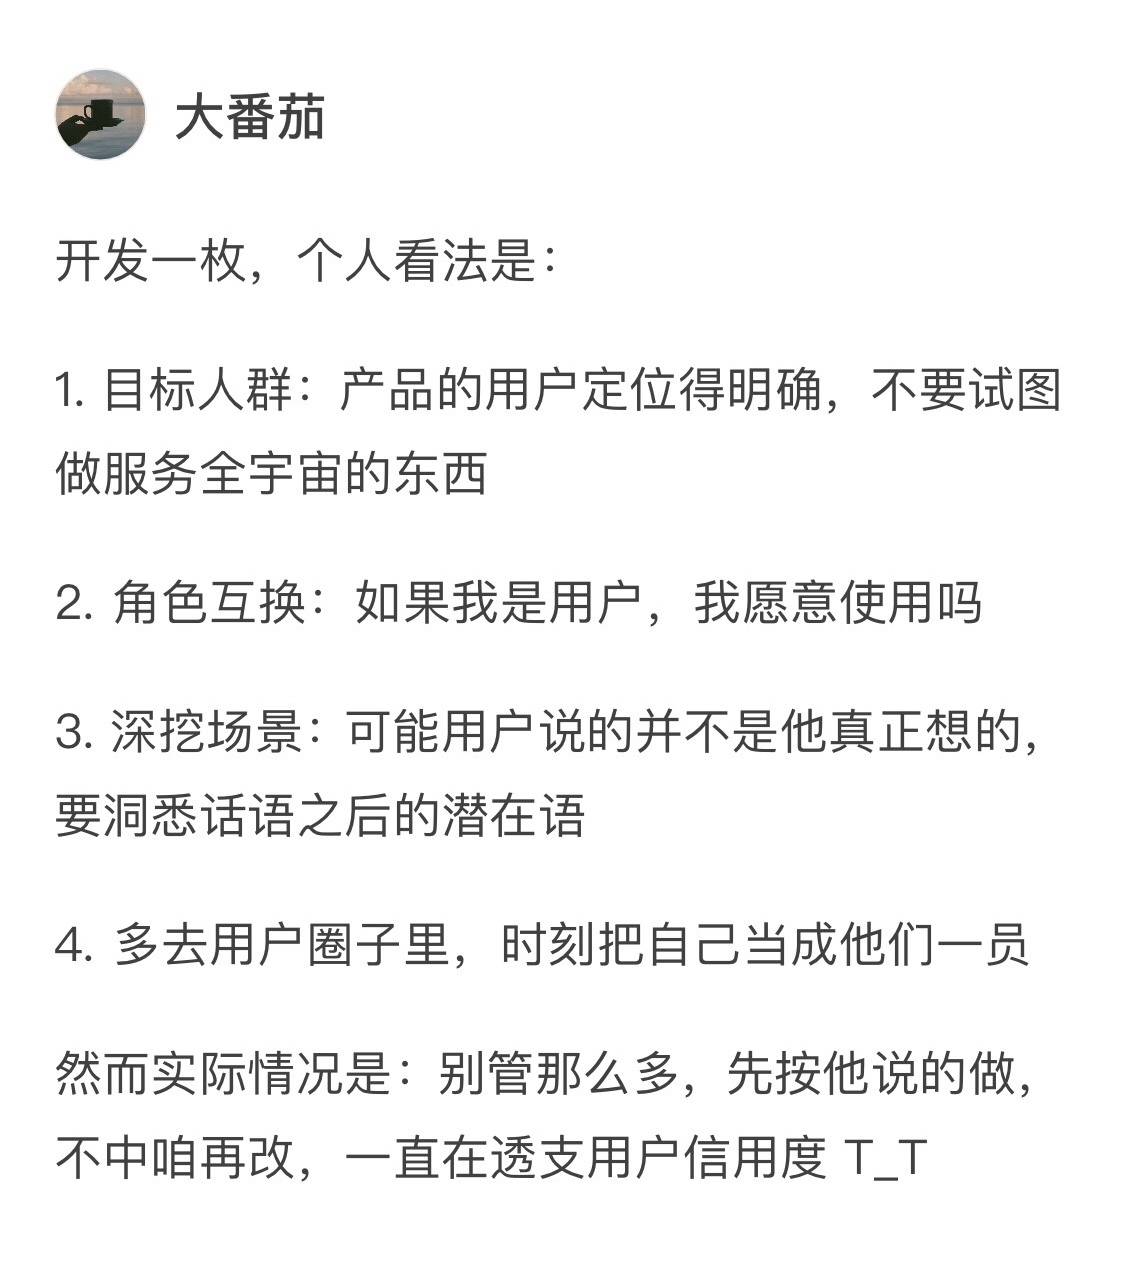 大番茄
开发一枚，个人看法是：
1. 目标人群：产品的用户定位得明确，不要试图
做服务全宇宙的东西
2. 角色互换：如果我是用户，我愿意使用吗
3. 深挖场景：可能用户说的并不是他真正想的，
要洞悉话语之后的潜在语
4. 多去用户圈子里，时刻把自己当成他们一员
然而实际情况是：别管那么多，先按他说的做，
不中咱再改，一直在透支用户信用度 T_T